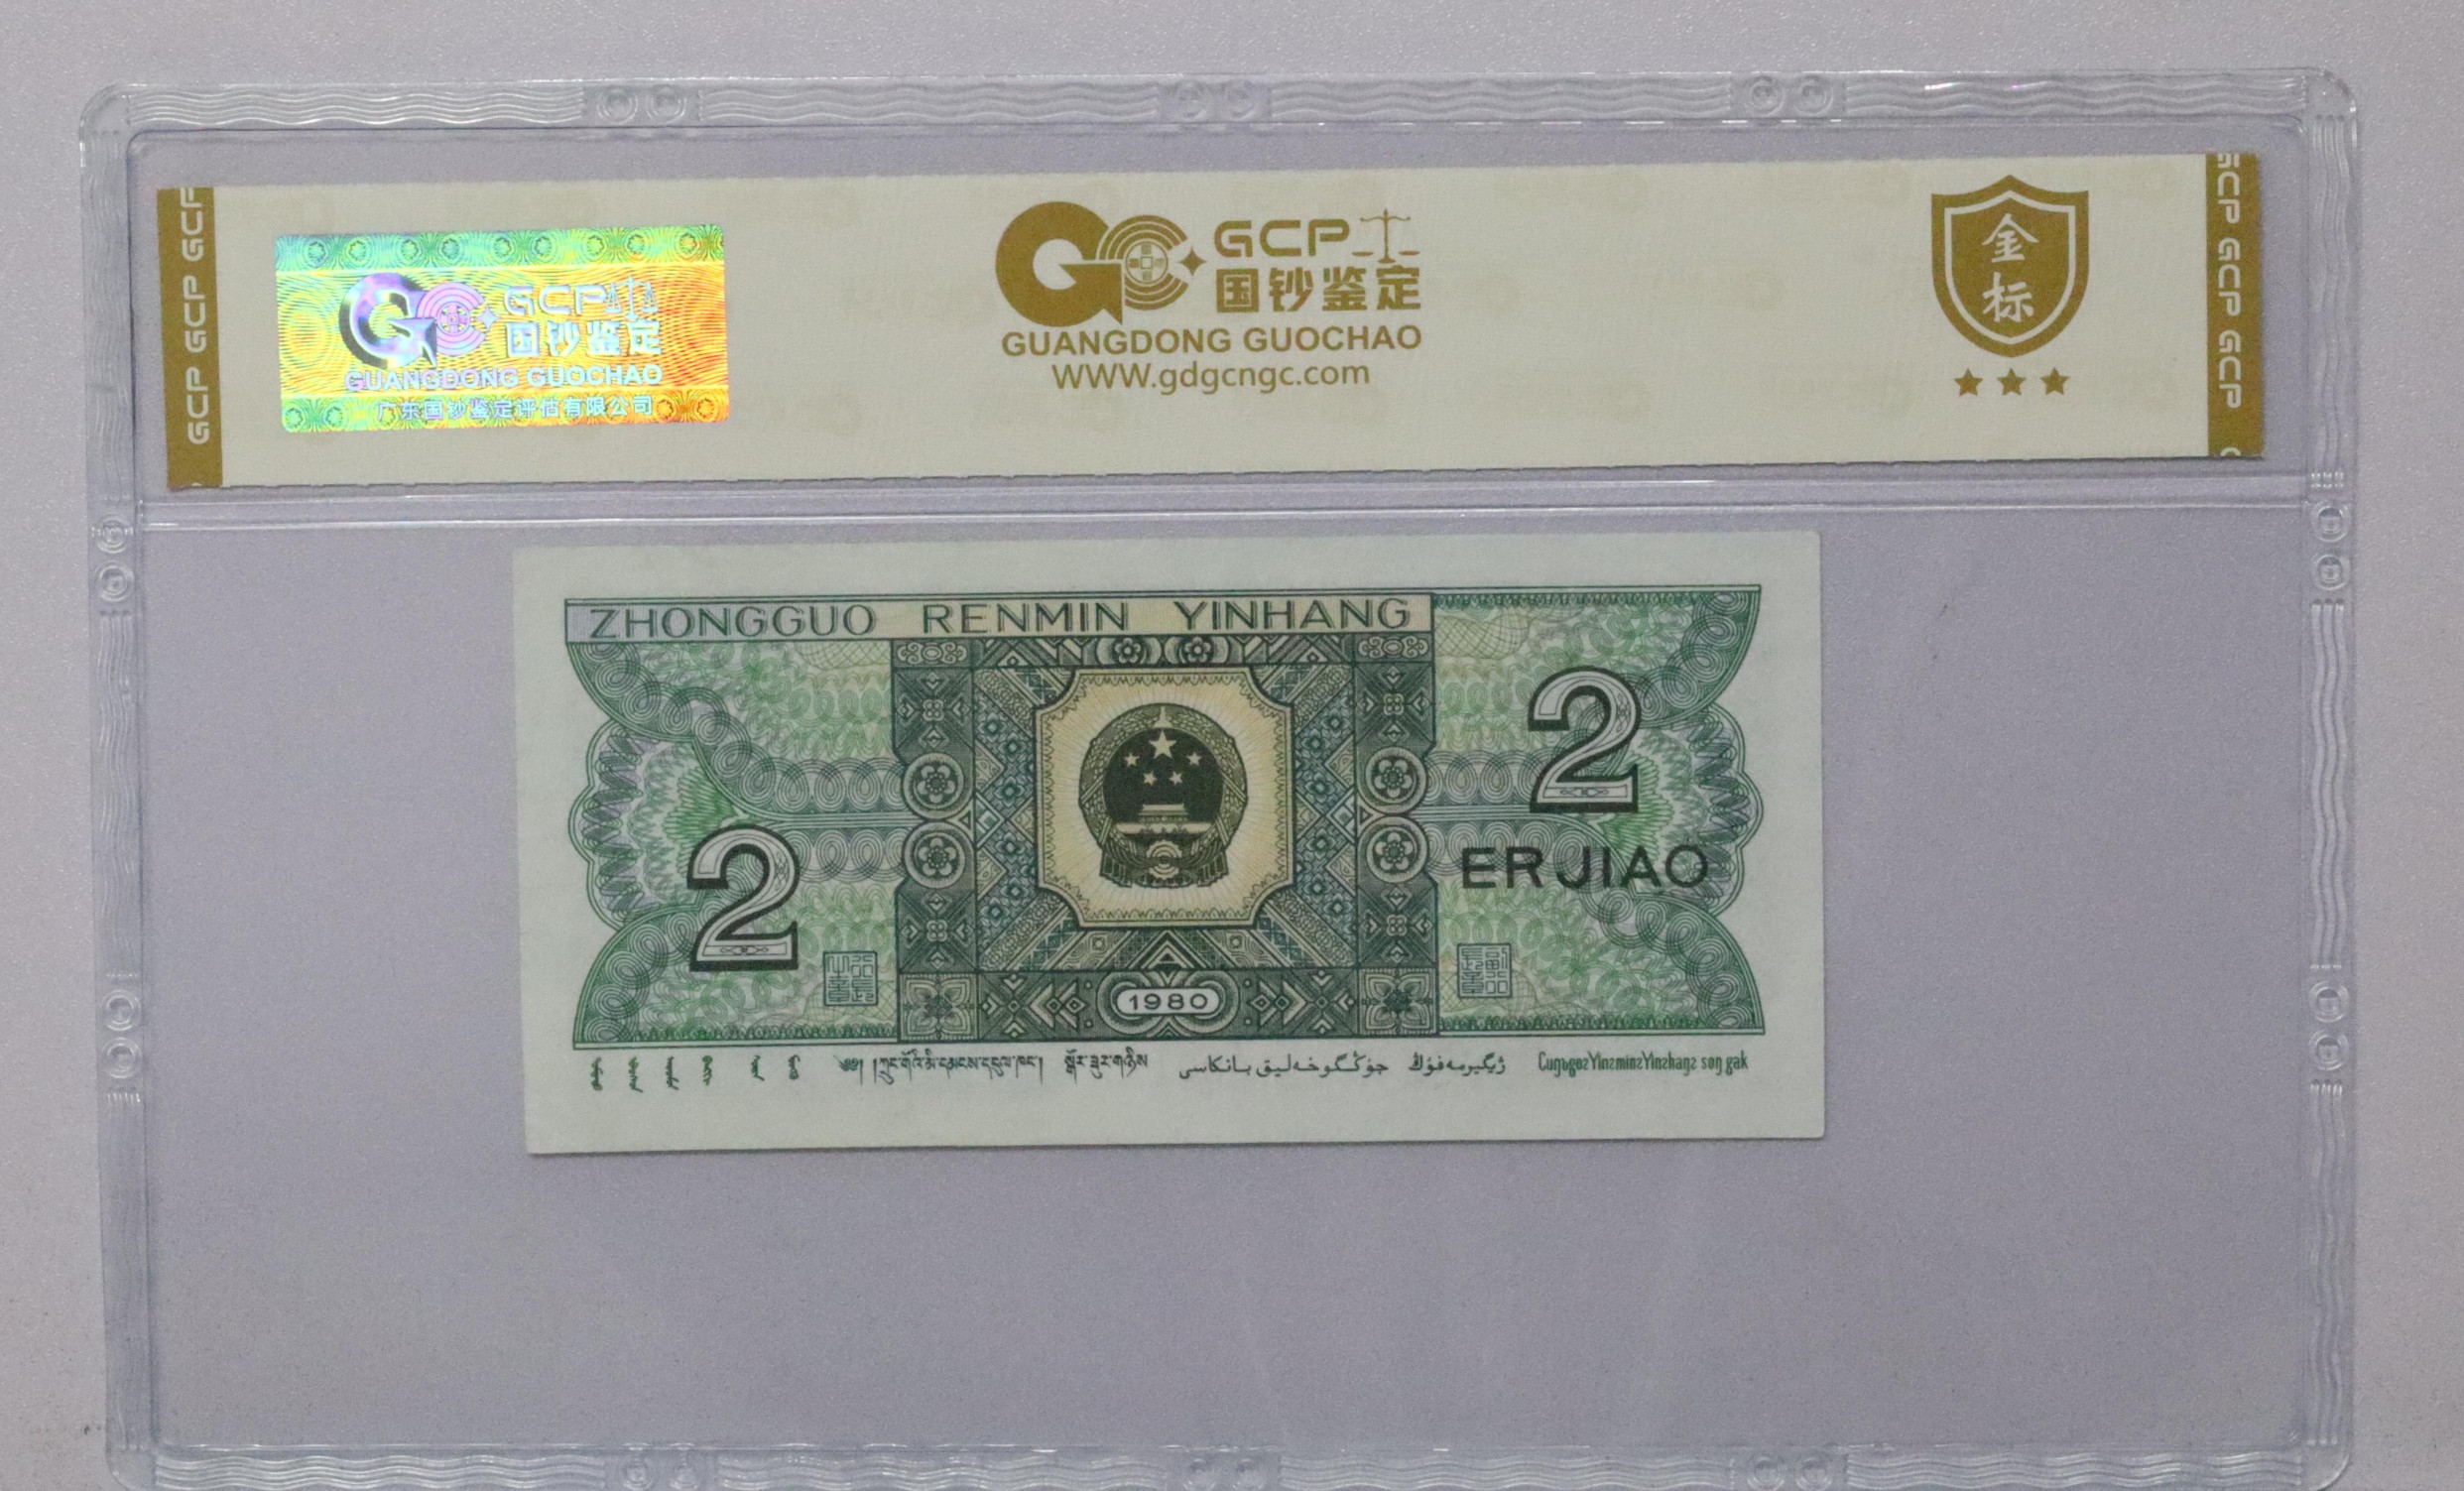 GCP GCP GCP
GCP
国钞鉴定
GUANGDONG GUOCHAO
广东国钞鉴定评估有限公司
GCP
国钞鉴定
GUANGDONG GUOCHAO
WWW.gdgcngc.com
金
标
GCP GCP GCP
ZHONGGUO RENMIN YINHANG
2
2
ERJIAO
1980
جۇڭگوخەلىق بانكاسى